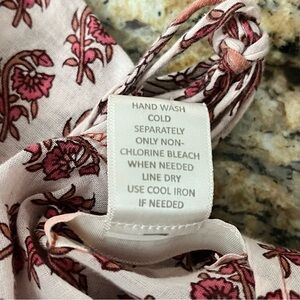 HAND WASH
COLD
SEPARATELY
ONLY NON-
CHLORINE BLEACH
WHEN NEEDED
LINE DRY
USE COOL IRON
IF NEEDED